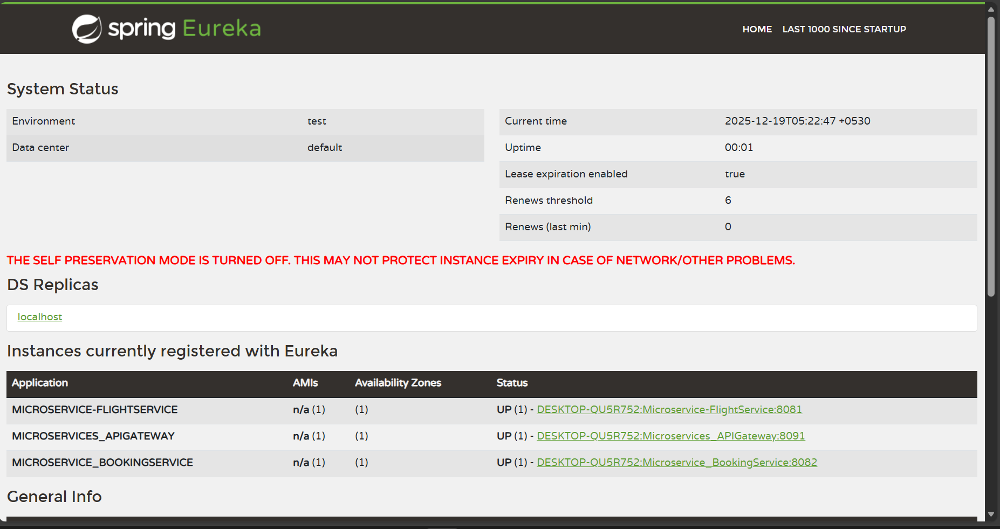 spring Eureka
HOME LAST 1000 SINCE STARTUP
System Status
Environment test
Data center default
Current time 2025-12-19T05:22:47 +0530
Uptime 00:01
Lease expiration enabled true
Renews threshold 6
Renews (last min) 0
THE SELF PRESERVATION MODE IS TURNED OFF. THIS MAY NOT PROTECT INSTANCE EXPIRY IN CASE OF NETWORK/OTHER PROBLEMS.
DS Replicas
localhost
Instances currently registered with Eureka
Application AMIs Availability Zones Status
MICROSERVICE-FLIGHTSERVICE n/a (1) (1) UP (1) - DESKTOP-QU5R752:Microservice-FlightService:8081
MICROSERVICES_APIGATEWAY n/a (1) (1) UP (1) - DESKTOP-QU5R752:Microservices_APIGateway:8091
MICROSERVICE_BOOKINGSERVICE n/a (1) (1) UP (1) - DESKTOP-QU5R752:Microservice_BookingService:8082
General Info